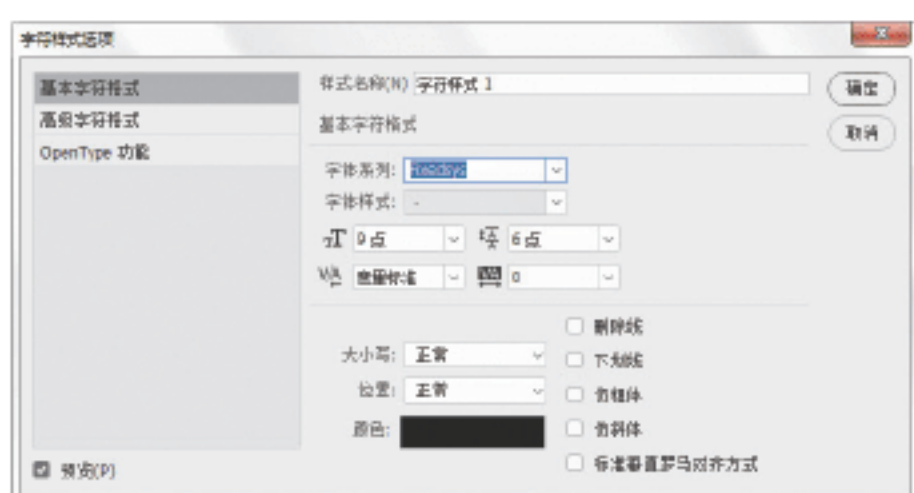 字符样式选项
基本字符格式
高级字符格式
OpenType 功能
样式名称(N) 字符样式 1
基本字符格式
字体系列: Fixedsys
字体样式: -
9点 6点
度量标准 0
大小写: 正常
位置: 正常
颜色:
删除线
下划线
仿粗体
仿斜体
标准垂直罗马对齐方式
确定
取消
预览(P)